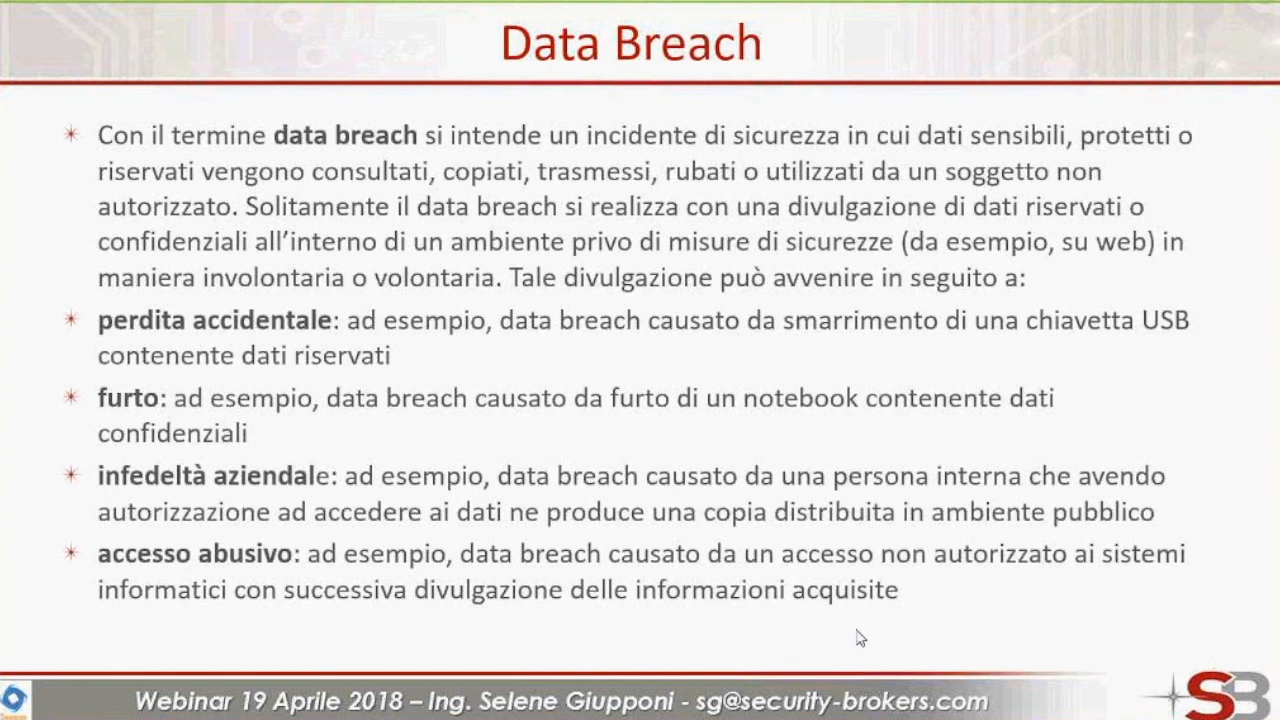 Data Breach
Con il termine data breach si intende un incidente di sicurezza in cui dati sensibili, protetti o
riservati vengono consultati, copiati, trasmessi, rubati o utilizzati da un soggetto non
autorizzato. Solitamente il data breach si realizza con una divulgazione di dati riservati o
confidenziali all'interno di un ambiente privo di misure di sicurezze (da esempio, su web) in
maniera involontaria o volontaria. Tale divulgazione può avvenire in seguito a:
perdita accidentale: ad esempio, data breach causato da smarrimento di una chiavetta USB
contenente dati riservati
furto: ad esempio, data breach causato da furto di un notebook contenente dati
confidenziali
infedeltà aziendale: ad esempio, data breach causato da una persona interna che avendo
autorizzazione ad accedere ai dati ne produce una copia distribuita in ambiente pubblico
accesso abusivo: ad esempio, data breach causato da un accesso non autorizzato ai sistemi
informatici con successiva divulgazione delle informazioni acquisite
Webinar 19 Aprile 2018 – Ing. Selene Giupponi - sg@security-brokers.com
SB